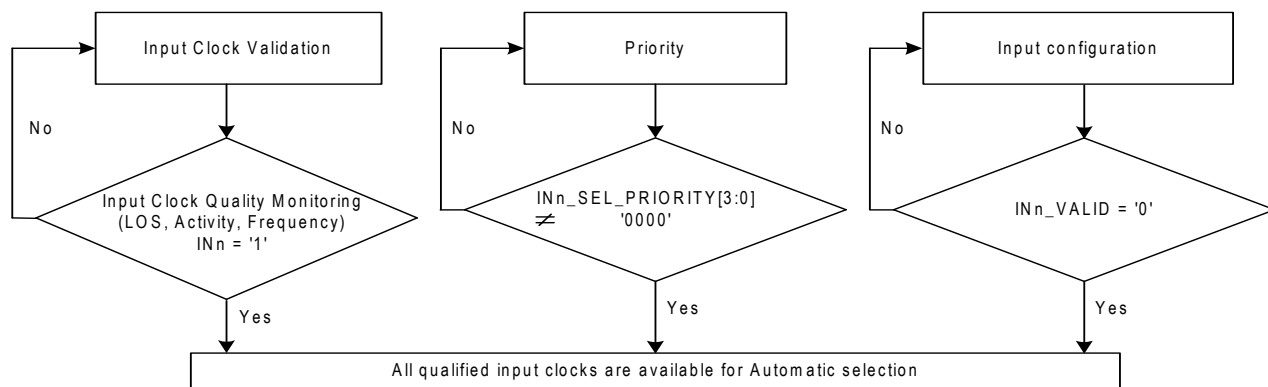 Input Clock Validation
Priority
Input configuration
No
No
No
Input Clock Quality Monitoring
(LOS, Activity, Frequency)
INn = '1'
INn_SEL_PRIORITY[3:0]
≠ '0000'
INn_VALID = '0'
Yes
Yes
Yes
All qualified input clocks are available for Automatic selection